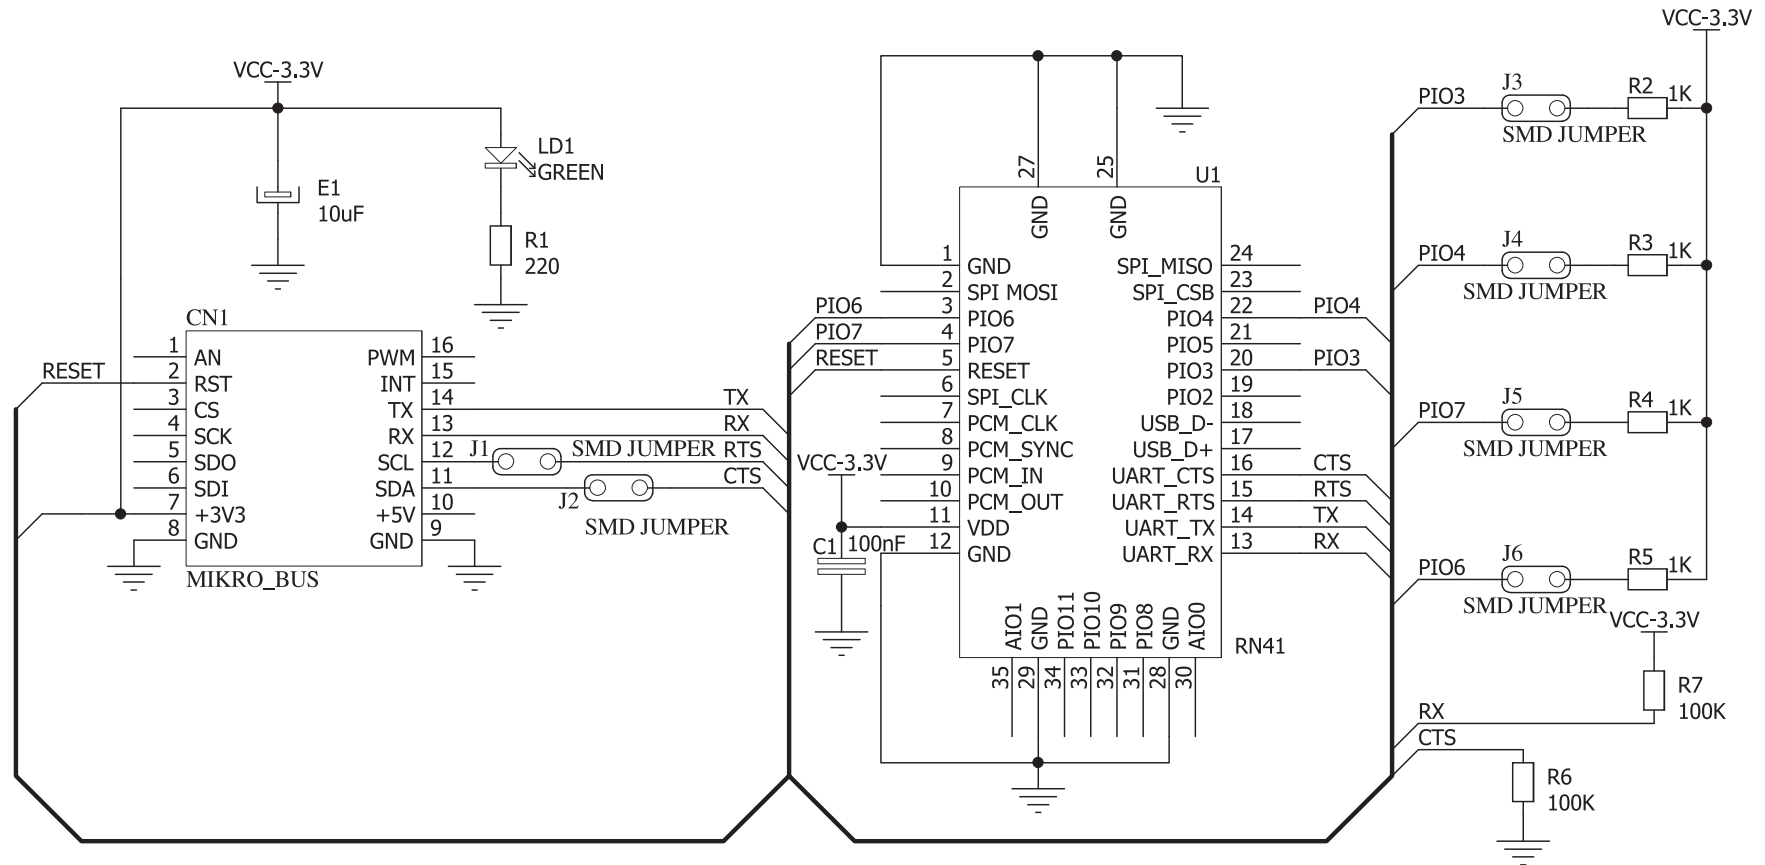 VCC-3.3V
E1
10uF
LD1
GREEN
R1
220
CN1
RESET
1 AN PWM 16
2 RST INT 15
3 CS TX 14 TX
4 SCK RX 13 RX
5 SDO SCL 12 J1 SMD JUMPER RTS
6 SDI SDA 11 J2 SMD JUMPER CTS
7 +3V3 +5V 10
8 GND GND 9
MIKRO_BUS
U1
27 GND
25 GND
1 GND SPI_MISO 24
2 SPI MOSI SPI_CSB 23
PIO6 3 PIO6 PIO4 22 PIO4
PIO7 4 PIO7 PIO5 21
RESET 5 RESET PIO3 20 PIO3
6 SPI_CLK PIO2 19
7 PCM_CLK USB_D- 18
8 PCM_SYNC USB_D+ 17
9 PCM_IN UART_CTS 16 CTS
10 PCM_OUT UART_RTS 15 RTS
11 VDD UART_TX 14 TX
12 GND UART_RX 13 RX
VCC-3.3V
C1 100nF
AIO1 GND PIO11 PIO10 PIO9 PIO8 GND AIO0
35 29 34 33 32 31 28 30
RN41
VCC-3.3V
PIO3 J3 R2 1K
SMD JUMPER
PIO4 J4 R3 1K
SMD JUMPER
PIO7 J5 R4 1K
SMD JUMPER
PIO6 J6 R5 1K
SMD JUMPER
VCC-3.3V
R7
100K
RX
CTS
R6
100K